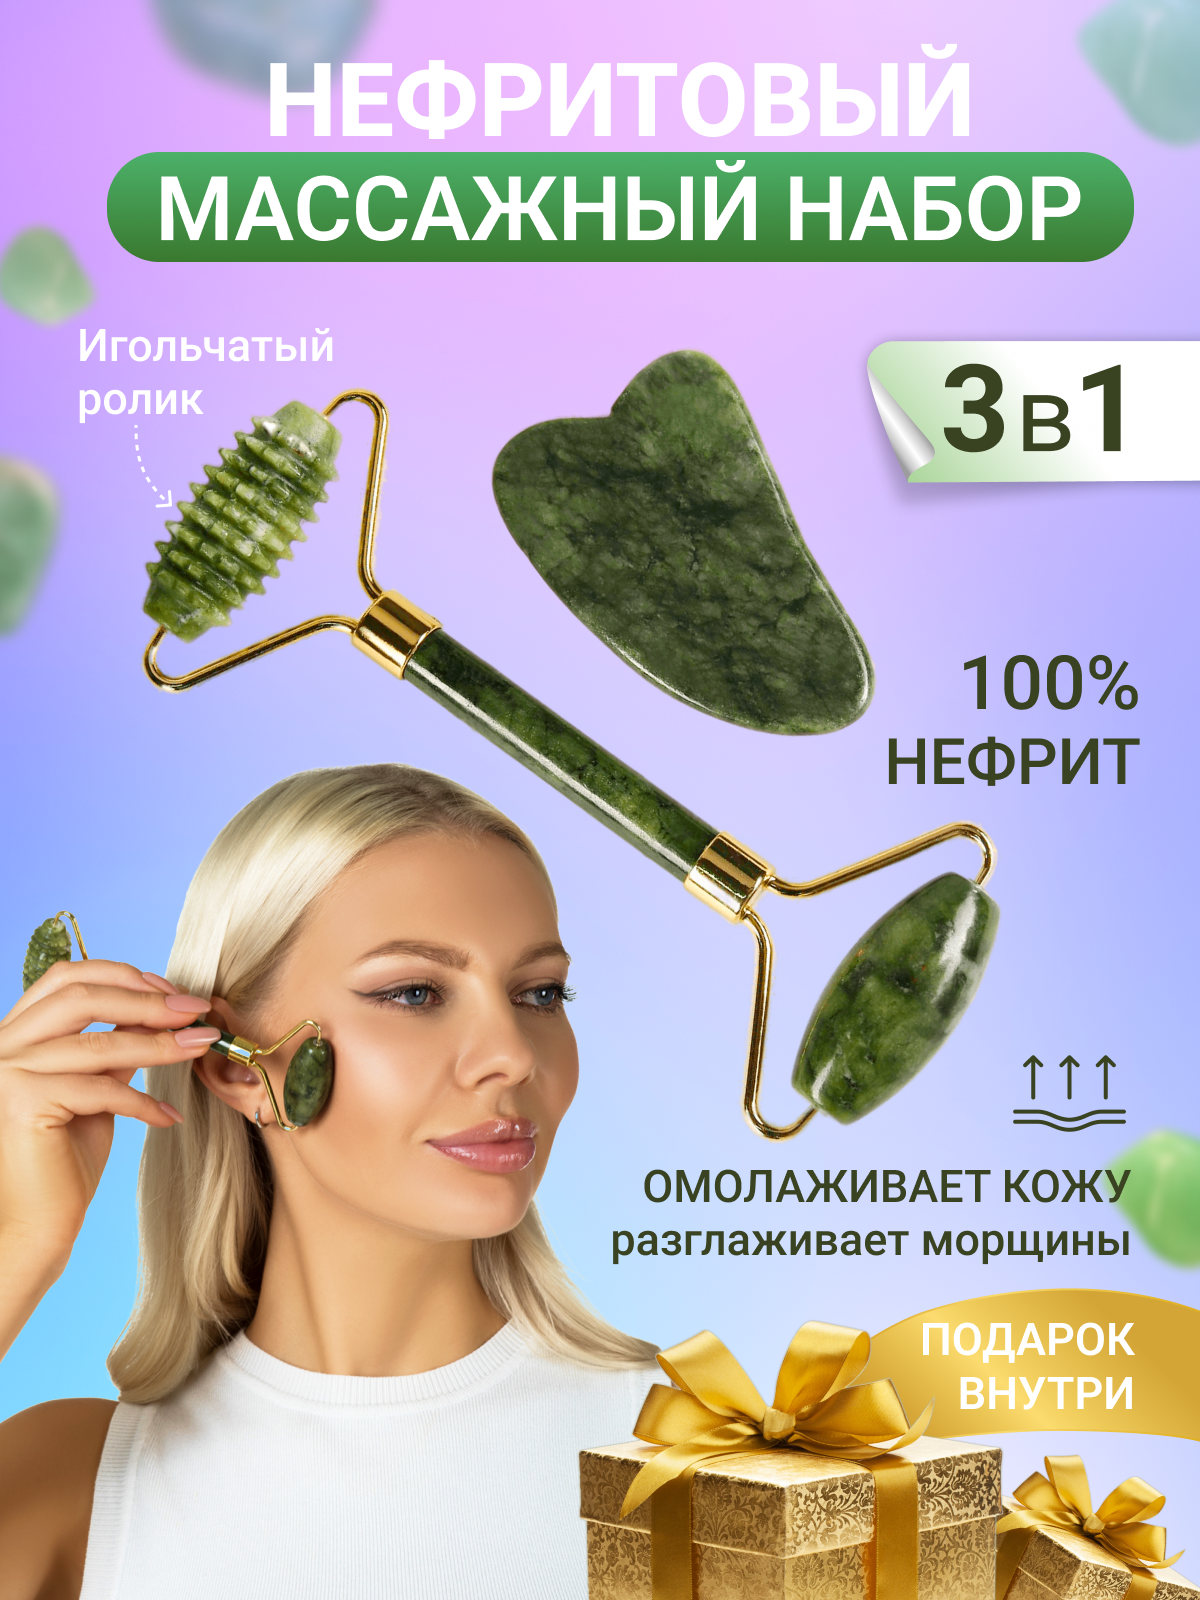 НЕФРИТОВЫЙ
МАССАЖНЫЙ НАБОР
Игольчатый
ролик
3в1
100%
НЕФРИТ
ОМОЛАЖИВАЕТ КОЖУ
разглаживает морщины
ПОДАРОК
ВНУТРИ